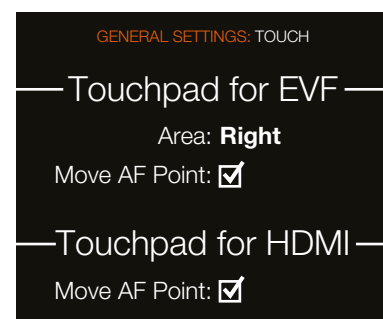 GENERAL SETTINGS: TOUCH
Touchpad for EVF
Area: Right
Move AF Point:
Touchpad for HDMI
Move AF Point: